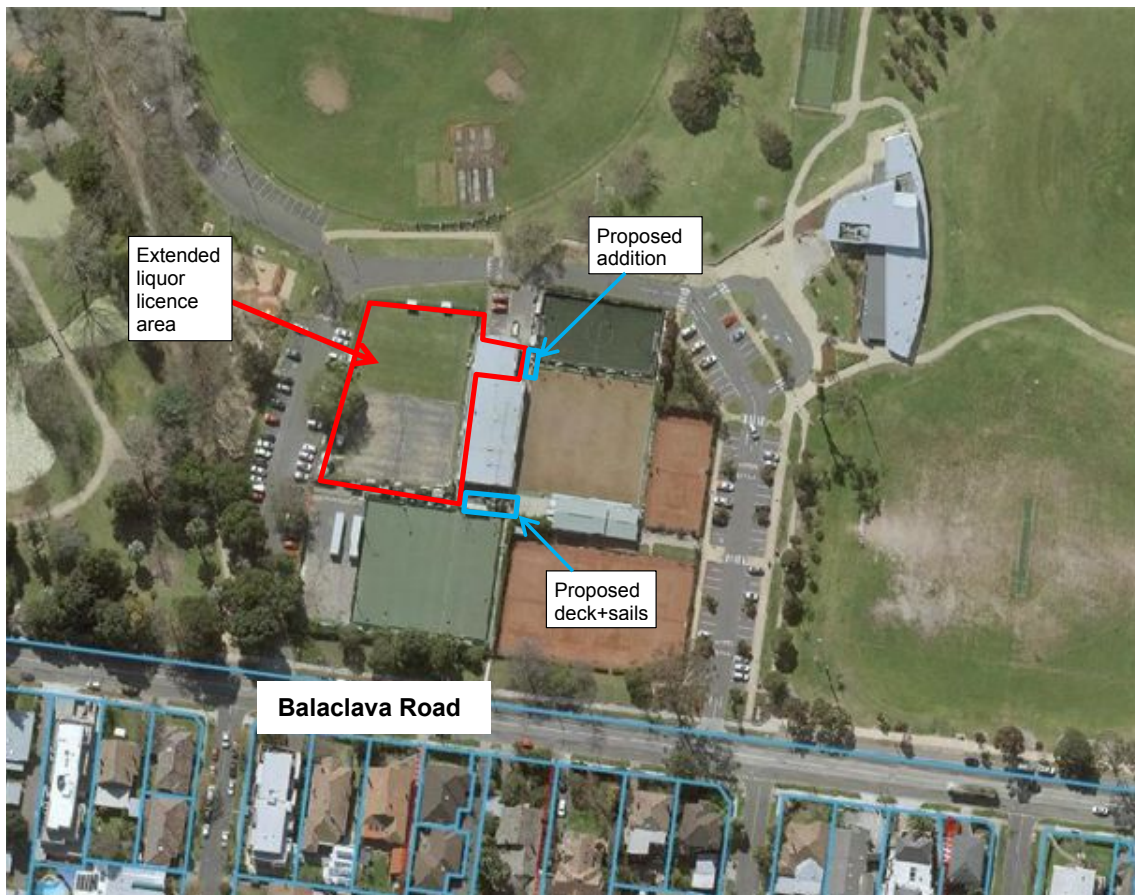 Proposed
addition
Extended
liquor
licence
area
Proposed
deck+sails
Balaclava Road